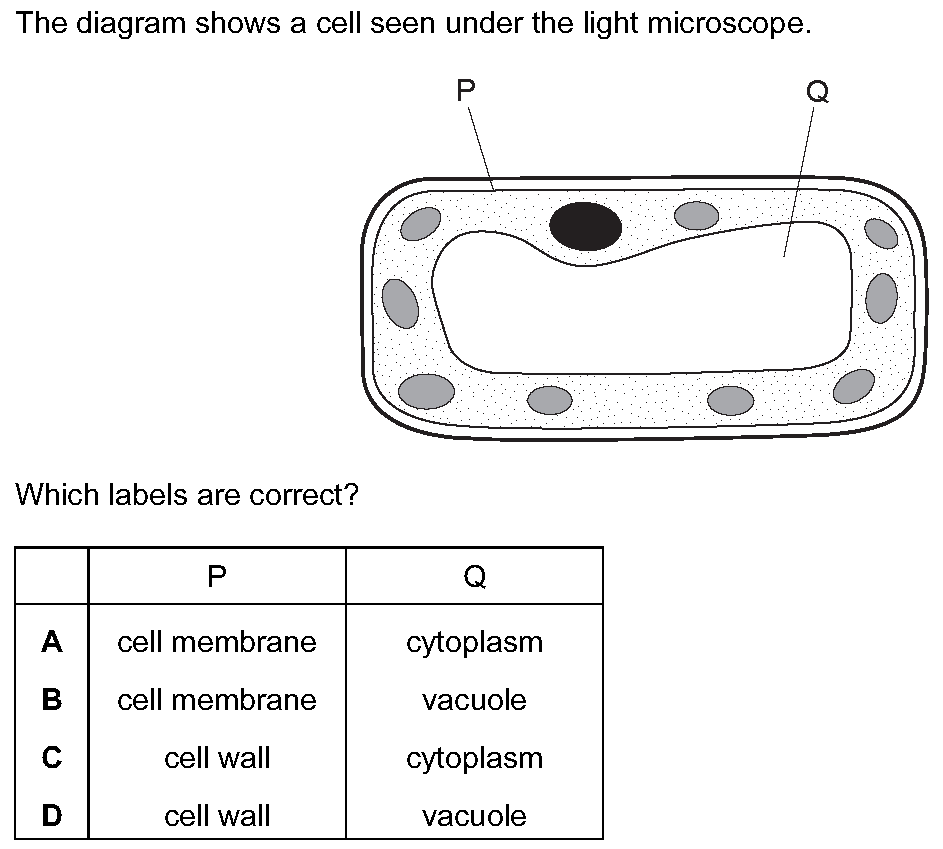 The diagram shows a cell seen under the light microscope.
P Q
Which labels are correct?
P Q
A cell membrane cytoplasm
B cell membrane vacuole
C cell wall cytoplasm
D cell wall vacuole